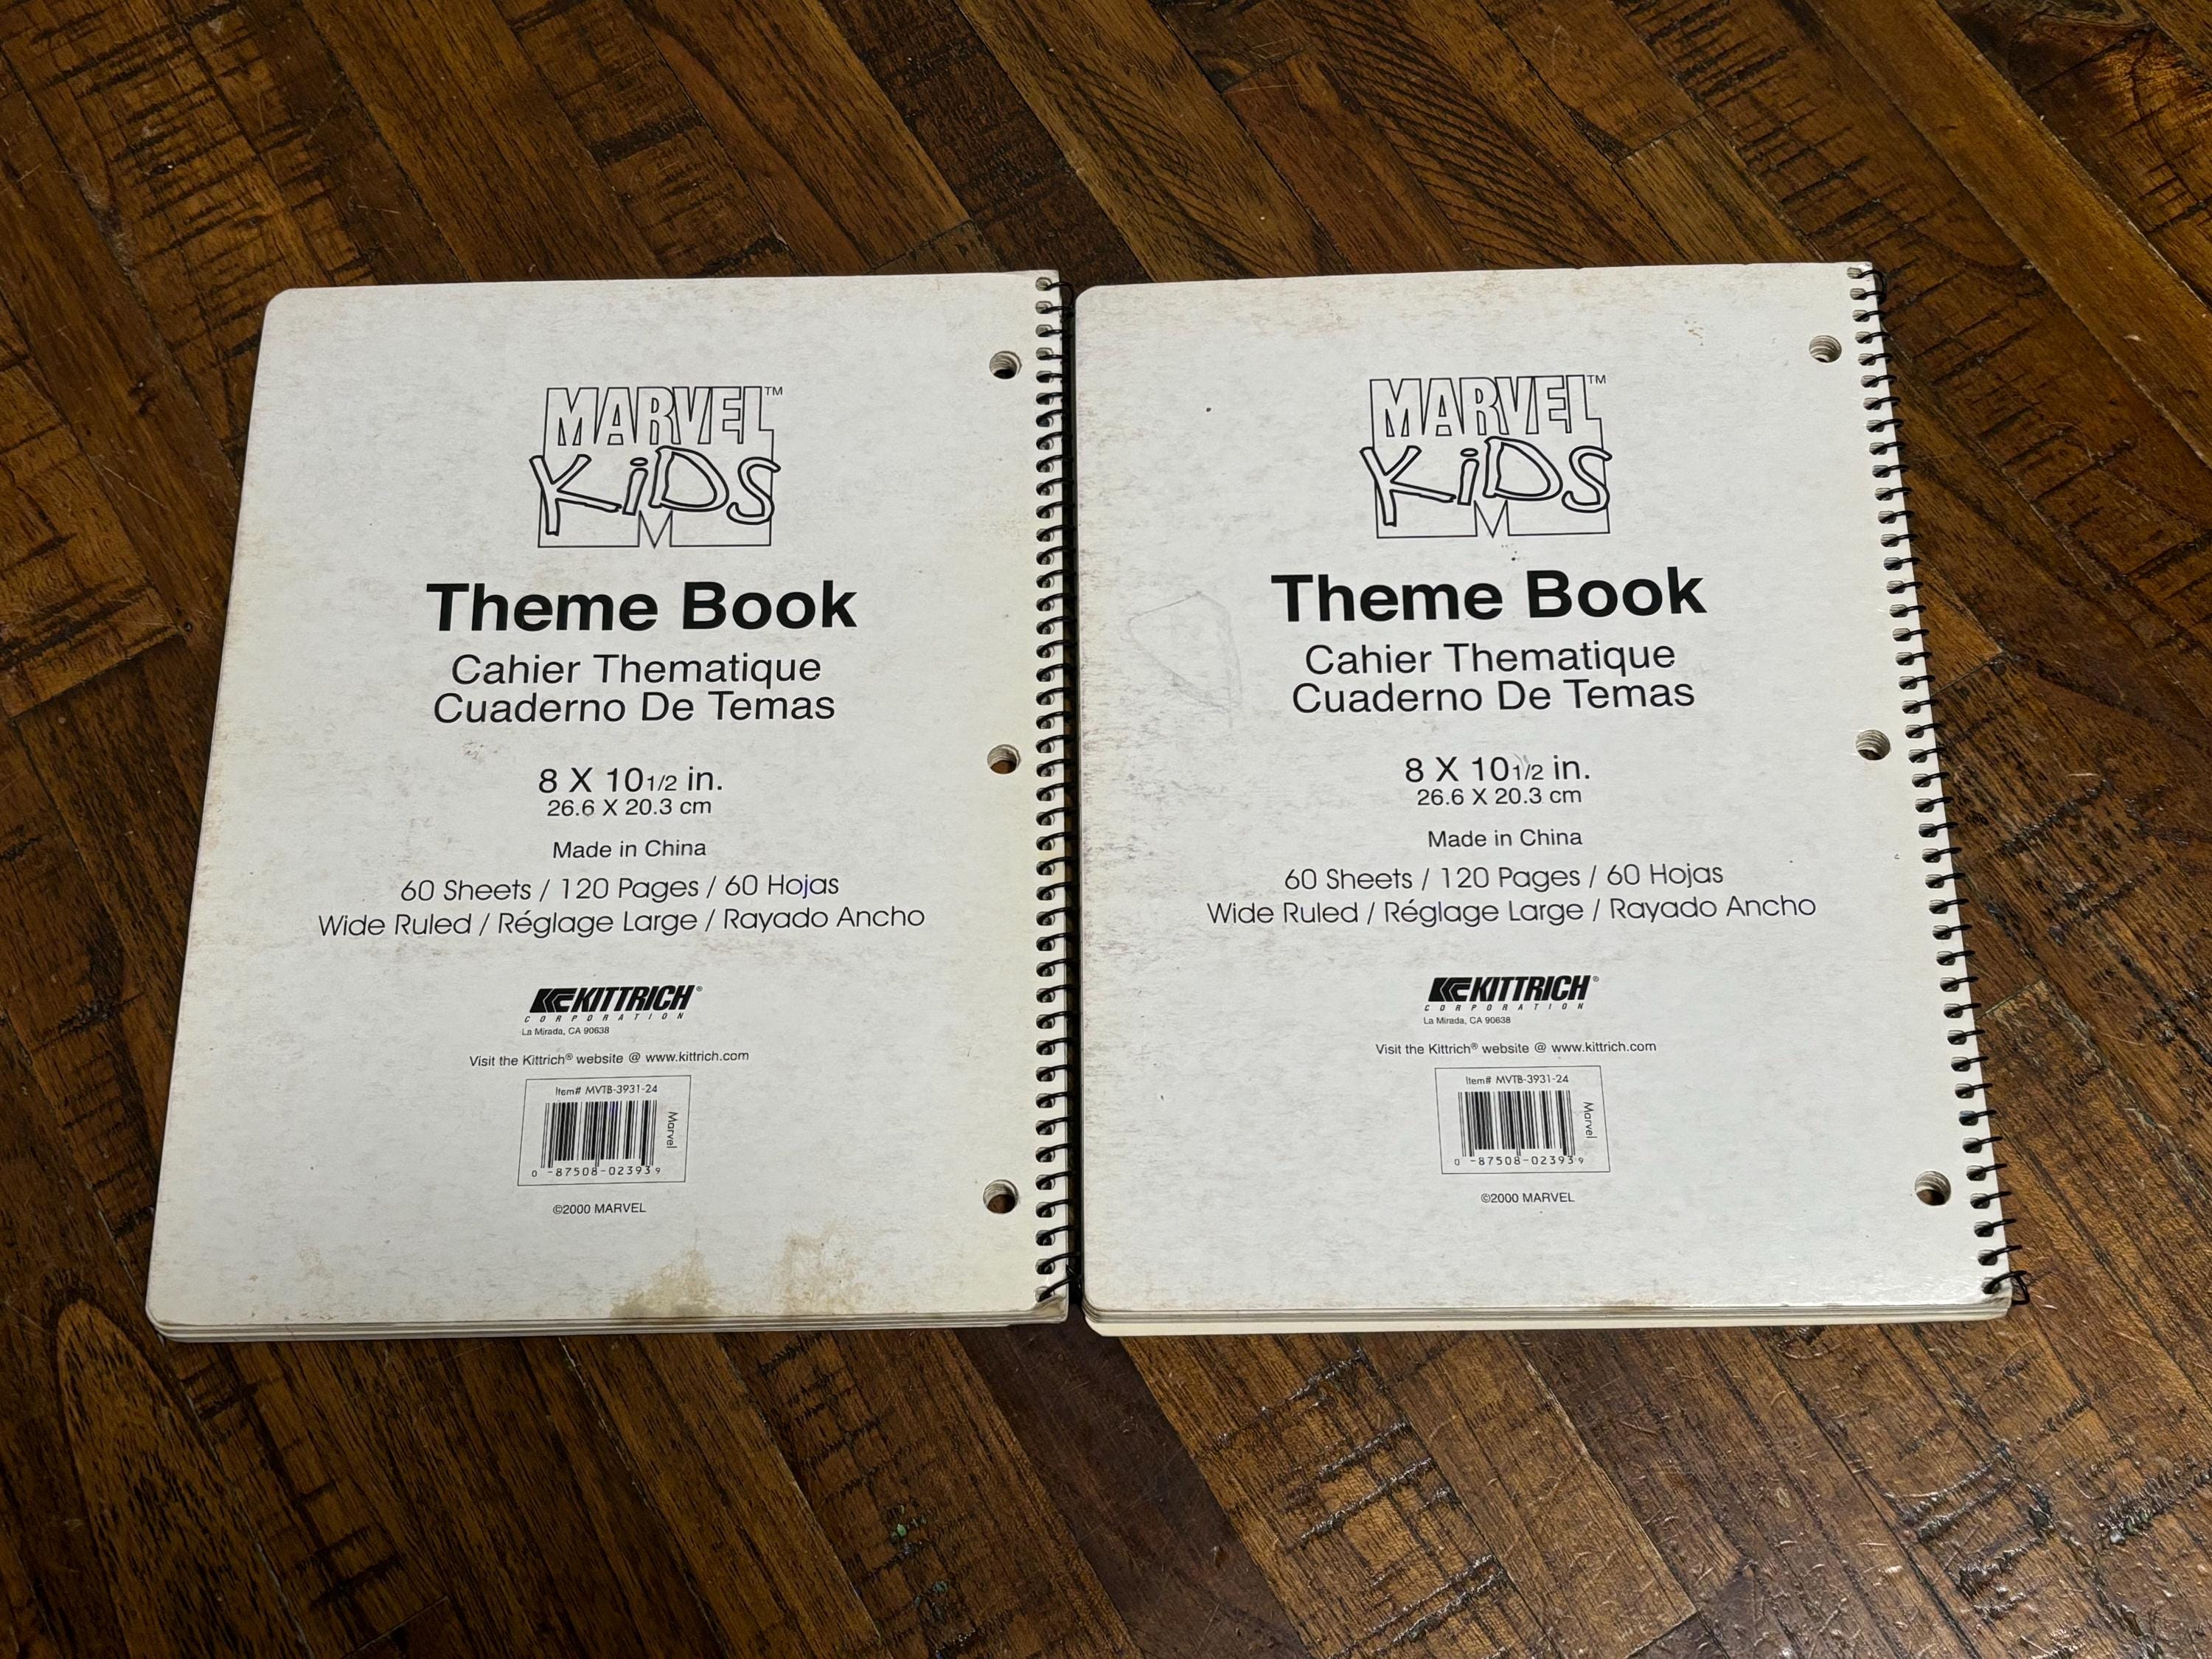 MARVEL™
KiDS
Theme Book
Cahier Thematique
Cuaderno De Temas
8 X 10 1/2 in.
26.6 X 20.3 cm
Made in China
60 Sheets / 120 Pages / 60 Hojas
Wide Ruled / Réglage Large / Rayado Ancho
KITTRICH®
CORPORATION
La Mirada, CA 90638
Visit the Kittrich® website @ www.kittrich.com
Item# MVTB-3931-24
Marvel
0 -87508-02393 9
©2000 MARVEL
MARVEL™
KiDS
Theme Book
Cahier Thematique
Cuaderno De Temas
8 X 10 1/2 in.
26.6 X 20.3 cm
Made in China
60 Sheets / 120 Pages / 60 Hojas
Wide Ruled / Réglage Large / Rayado Ancho
KITTRICH®
CORPORATION
La Mirada, CA 90638
Visit the Kittrich® website @ www.kittrich.com
Item# MVTB-3931-24
Marvel
0 -87508-02393 9
©2000 MARVEL